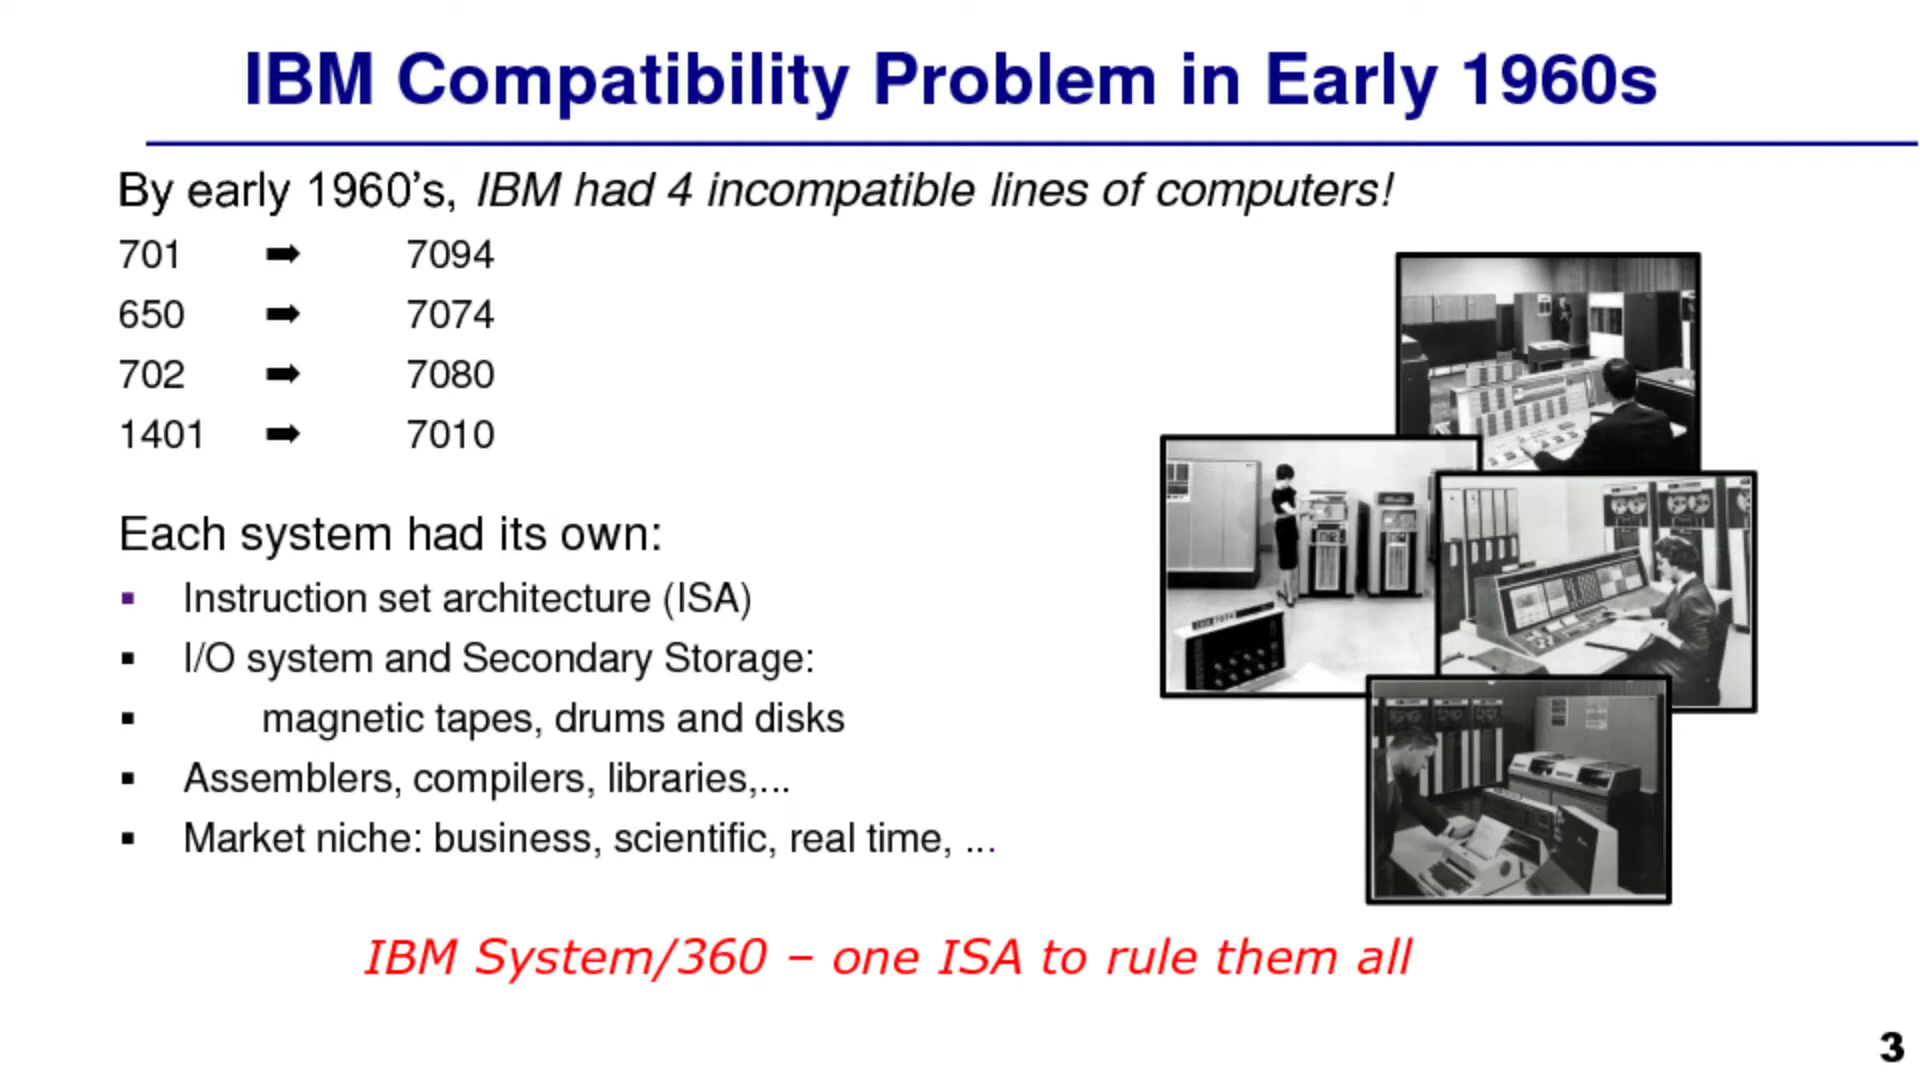 IBM Compatibility Problem in Early 1960s
By early 1960's, IBM had 4 incompatible lines of computers!
701 ➡ 7094
650 ➡ 7074
702 ➡ 7080
1401 ➡ 7010
Each system had its own:
▪ Instruction set architecture (ISA)
▪ I/O system and Secondary Storage:
▪ magnetic tapes, drums and disks
▪ Assemblers, compilers, libraries,...
▪ Market niche: business, scientific, real time, ...
IBM System/360 – one ISA to rule them all
3